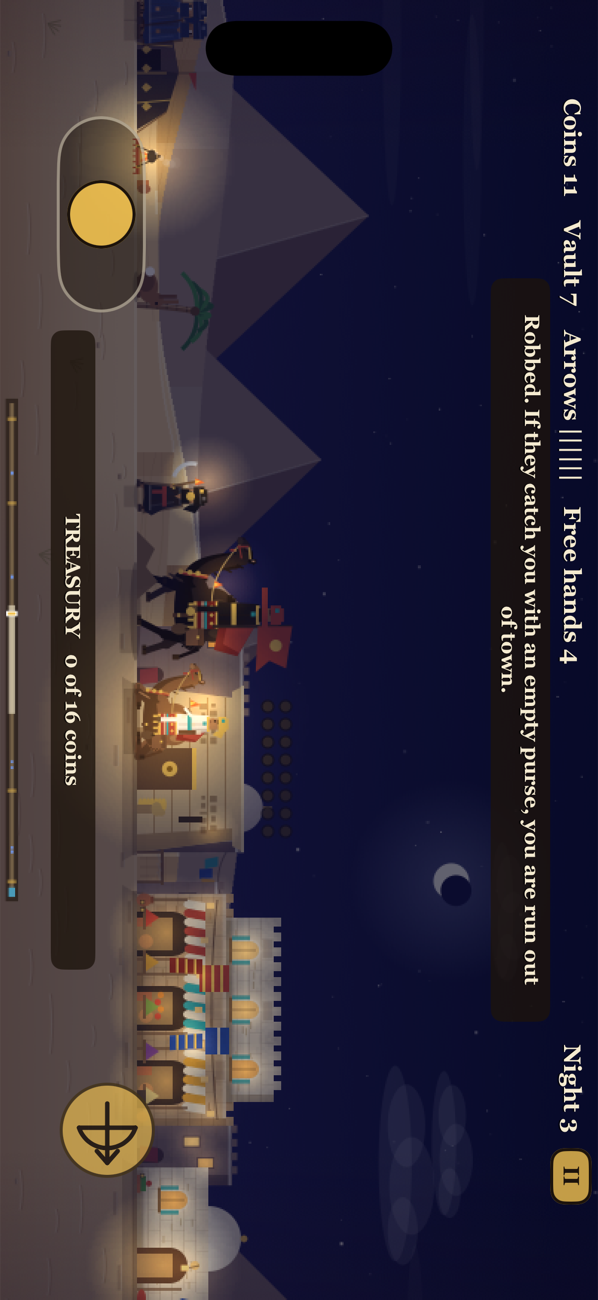 Coins 11 Vault 7 Arrows ||||||| Free hands 4 Night 3 II
Robbed. If they catch you with an empty purse, you are run out
of town.
TREASURY 0 of 16 coins